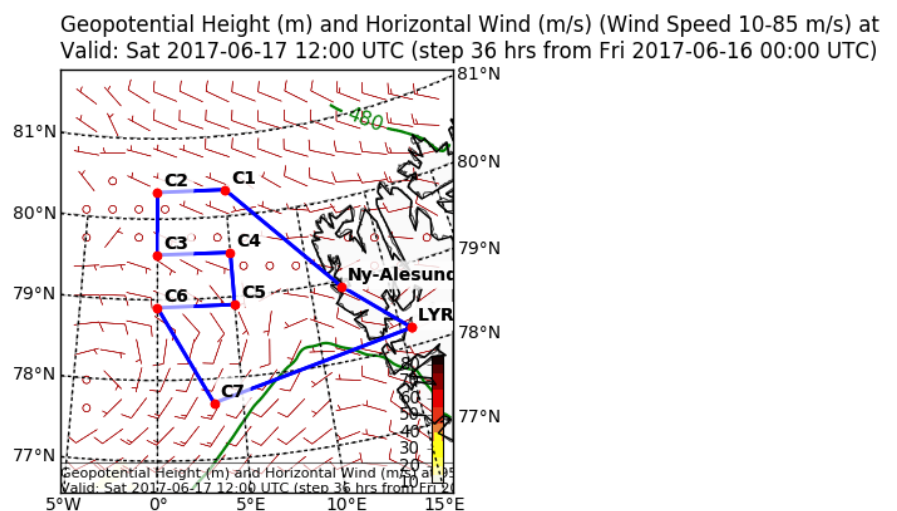 Geopotential Height (m) and Horizontal Wind (m/s) (Wind Speed 10-85 m/s) at
Valid: Sat 2017-06-17 12:00 UTC (step 36 hrs from Fri 2017-06-16 00:00 UTC)
81°N
480
81°N
80°N
C2 C1
80°N
C3 C4
79°N
Ny-Alesund
79°N
C6 C5
LYR
78°N
80
70
60
50
40
30
20
10
78°N
C7
77°N
77°N
Geopotential Height (m) and Horizontal Wind (m/s) at 95
Valid: Sat 2017-06-17 12:00 UTC (step 36 hrs from Fri 20
5°W 0° 5°E 10°E 15°E